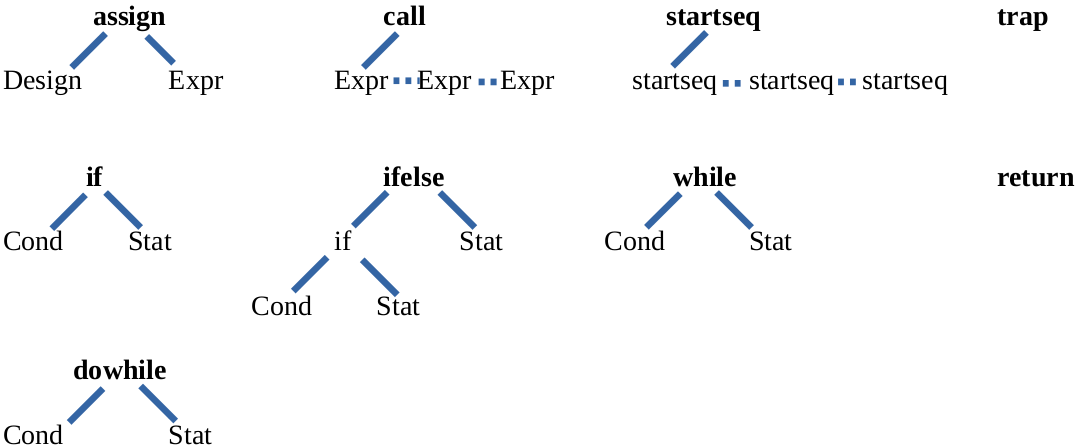 assign call startseq trap
Design Expr Expr Expr Expr startseq startseq startseq
if ifelse while return
Cond Stat if Stat Cond Stat
Cond Stat
dowhile
Cond Stat